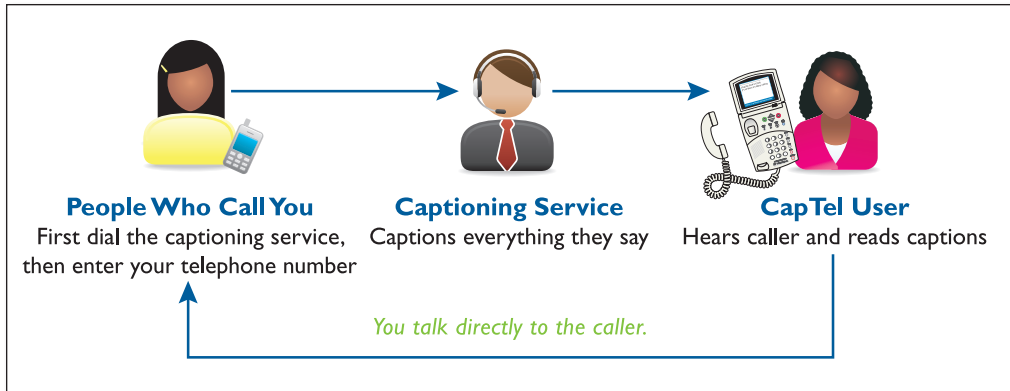 People Who Call You
First dial the captioning service,
then enter your telephone number
Captioning Service
Captions everything they say
CapTel User
Hears caller and reads captions
You talk directly to the caller.